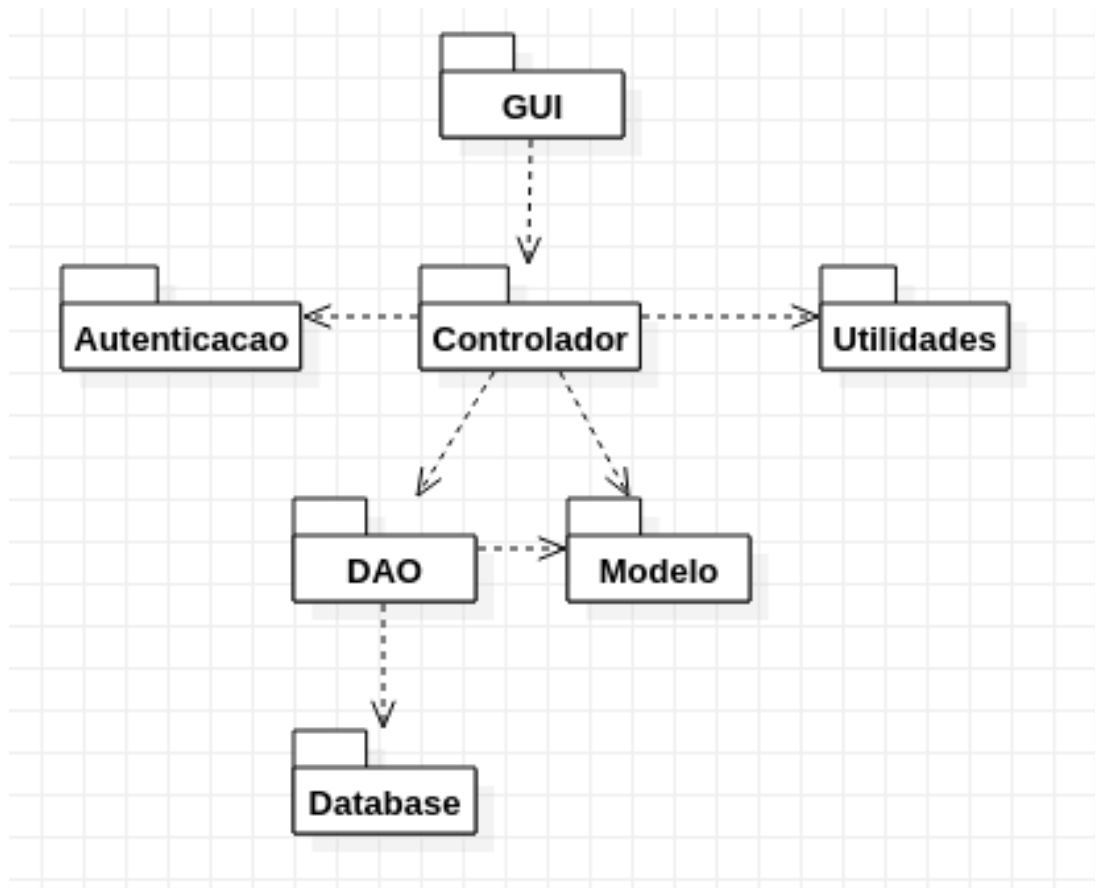 GUI
Autenticacao
Controlador
Utilidades
DAO
Modelo
Database